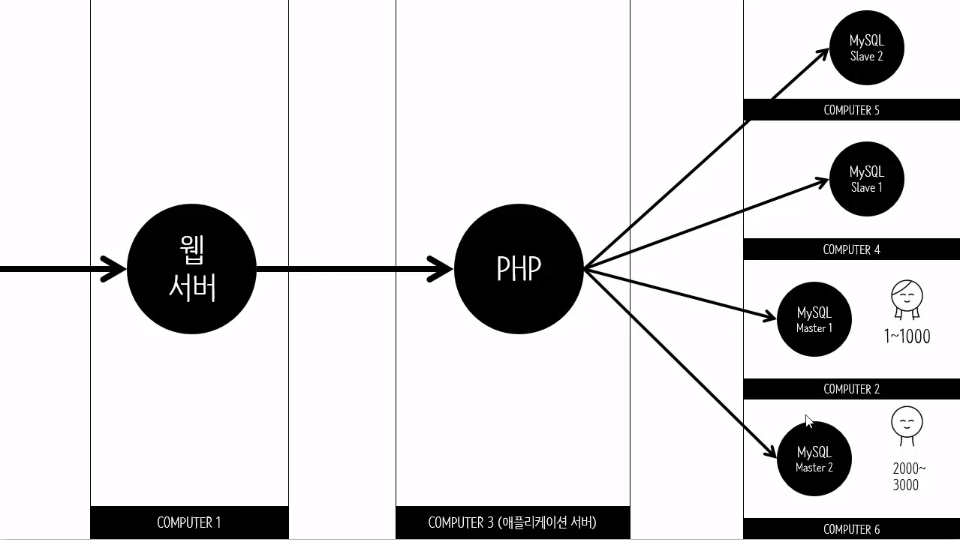 웹
서버
COMPUTER 1
PHP
COMPUTER 3 (애플리케이션 서버)
MySQL
Slave 2
COMPUTER 5
MySQL
Slave 1
COMPUTER 4
MySQL
Master 1
1~1000
COMPUTER 2
MySQL
Master 2
2000~
3000
COMPUTER 6